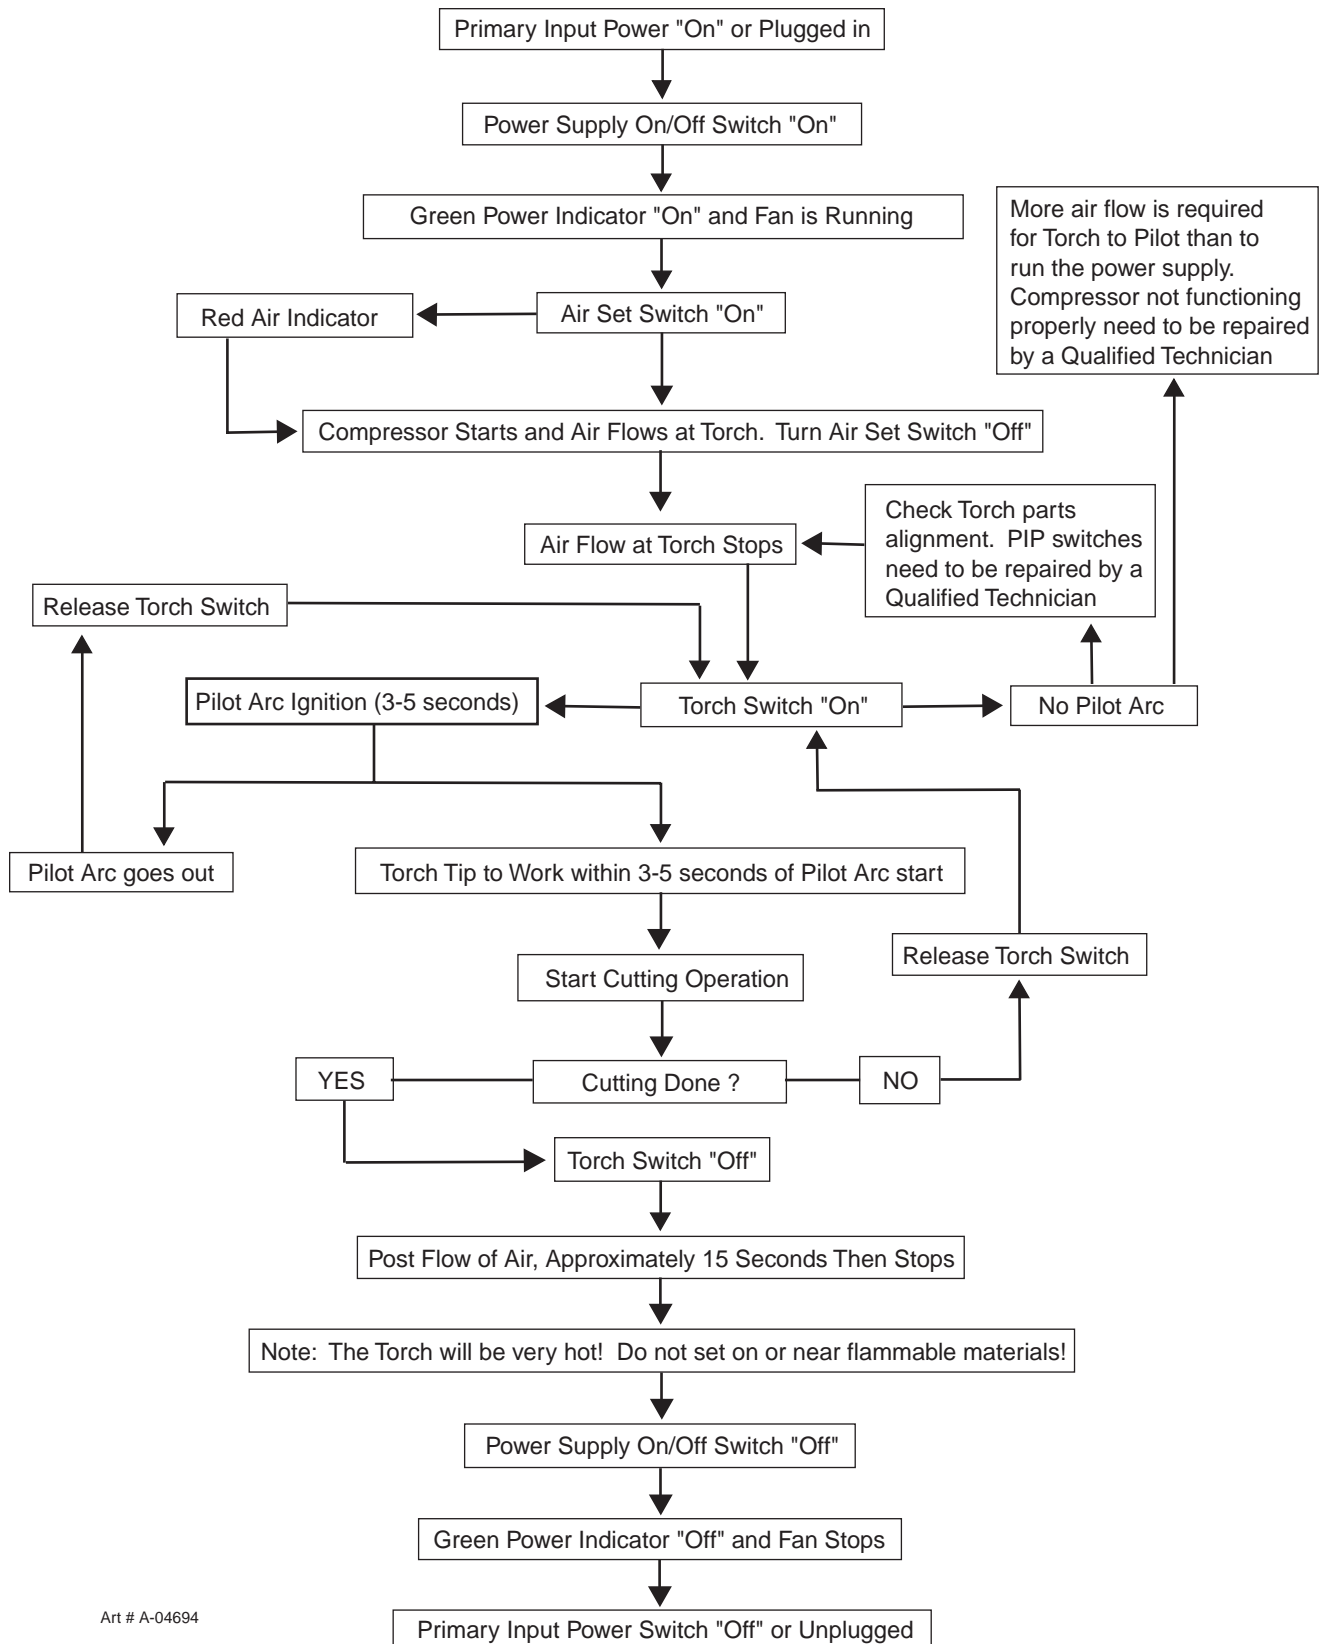 Primary Input Power "On" or Plugged in
Power Supply On/Off Switch "On"
Green Power Indicator "On" and Fan is Running
More air flow is required
for Torch to Pilot than to
run the power supply.
Compressor not functioning
properly need to be repaired
by a Qualified Technician
Red Air Indicator
Air Set Switch "On"
Compressor Starts and Air Flows at Torch. Turn Air Set Switch "Off"
Check Torch parts
alignment. PIP switches
need to be repaired by a
Qualified Technician
Air Flow at Torch Stops
Release Torch Switch
Pilot Arc Ignition (3-5 seconds)
Torch Switch "On"
No Pilot Arc
Pilot Arc goes out
Torch Tip to Work within 3-5 seconds of Pilot Arc start
Release Torch Switch
Start Cutting Operation
YES
Cutting Done ?
NO
Torch Switch "Off"
Post Flow of Air, Approximately 15 Seconds Then Stops
Note: The Torch will be very hot! Do not set on or near flammable materials!
Power Supply On/Off Switch "Off"
Green Power Indicator "Off" and Fan Stops
Art # A-04694
Primary Input Power Switch "Off" or Unplugged